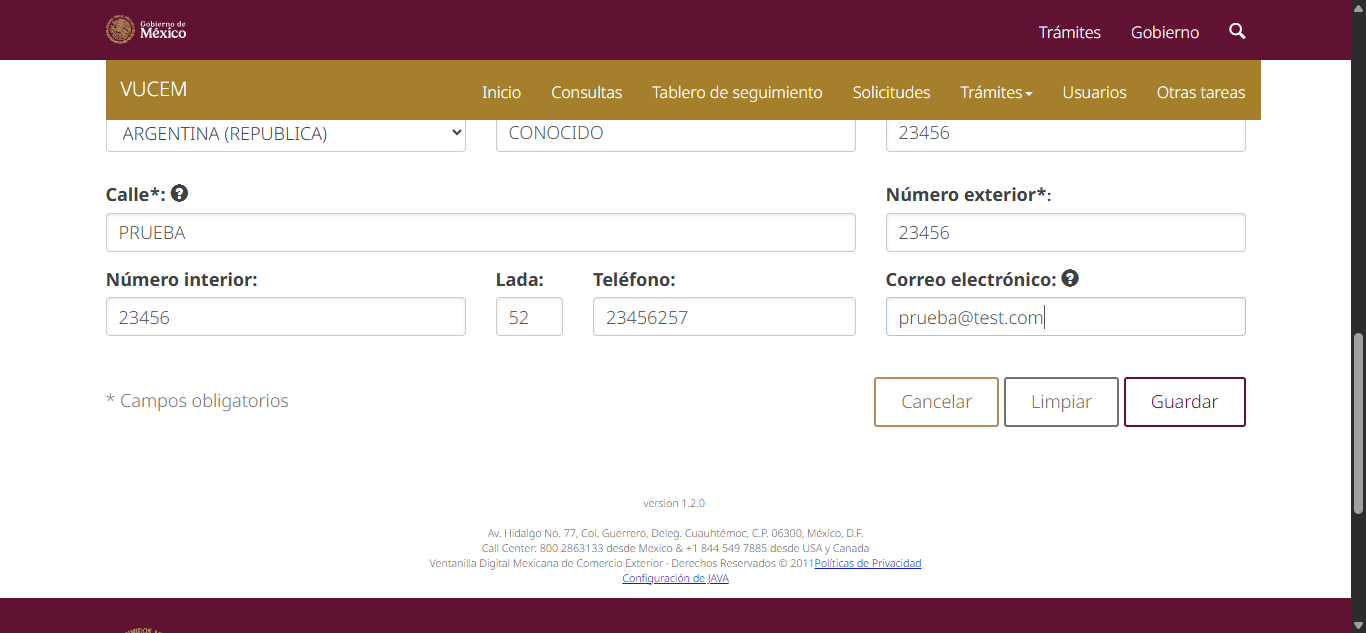 Gobierno de
México
Trámites
Gobierno
VUCEM
Inicio
Consultas
Tablero de seguimiento
Solicitudes
Trámites
Usuarios
Otras tareas
ARGENTINA (REPUBLICA)
CONOCIDO
23456
Calle*:
Número exterior*:
PRUEBA
23456
Número interior:
Lada:
Teléfono:
Correo electrónico:
23456
52
23456257
prueba@test.com
* Campos obligatorios
Cancelar
Limpiar
Guardar
version 1.2.0
Av. Hidalgo No. 77, Col. Guerrero, Deleg. Cuauhtémoc, C.P. 06300, México, D.F.
Call Center: 800 2863133 desde Mexico & +1 844 549 7885 desde USA y Canada
Ventanilla Digital Mexicana de Comercio Exterior · Derechos Reservados © 2011Políticas de Privacidad
Configuración de JAVA